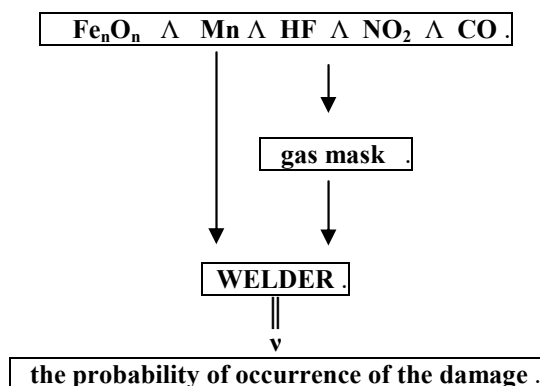 FeₙOₙ Λ Mn Λ HF Λ NO₂ Λ CO .
gas mask .
WELDER .
ν
the probability of occurrence of the damage .